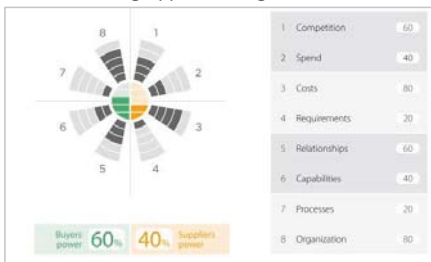 8
1
7
2
6
3
5
4
Buyers power 60%
40% Suppliers power
1 Competition 60
2 Spend 40
3 Costs 80
4 Requirements 20
5 Relationships 60
6 Capabilities 40
7 Processes 20
8 Organization 80